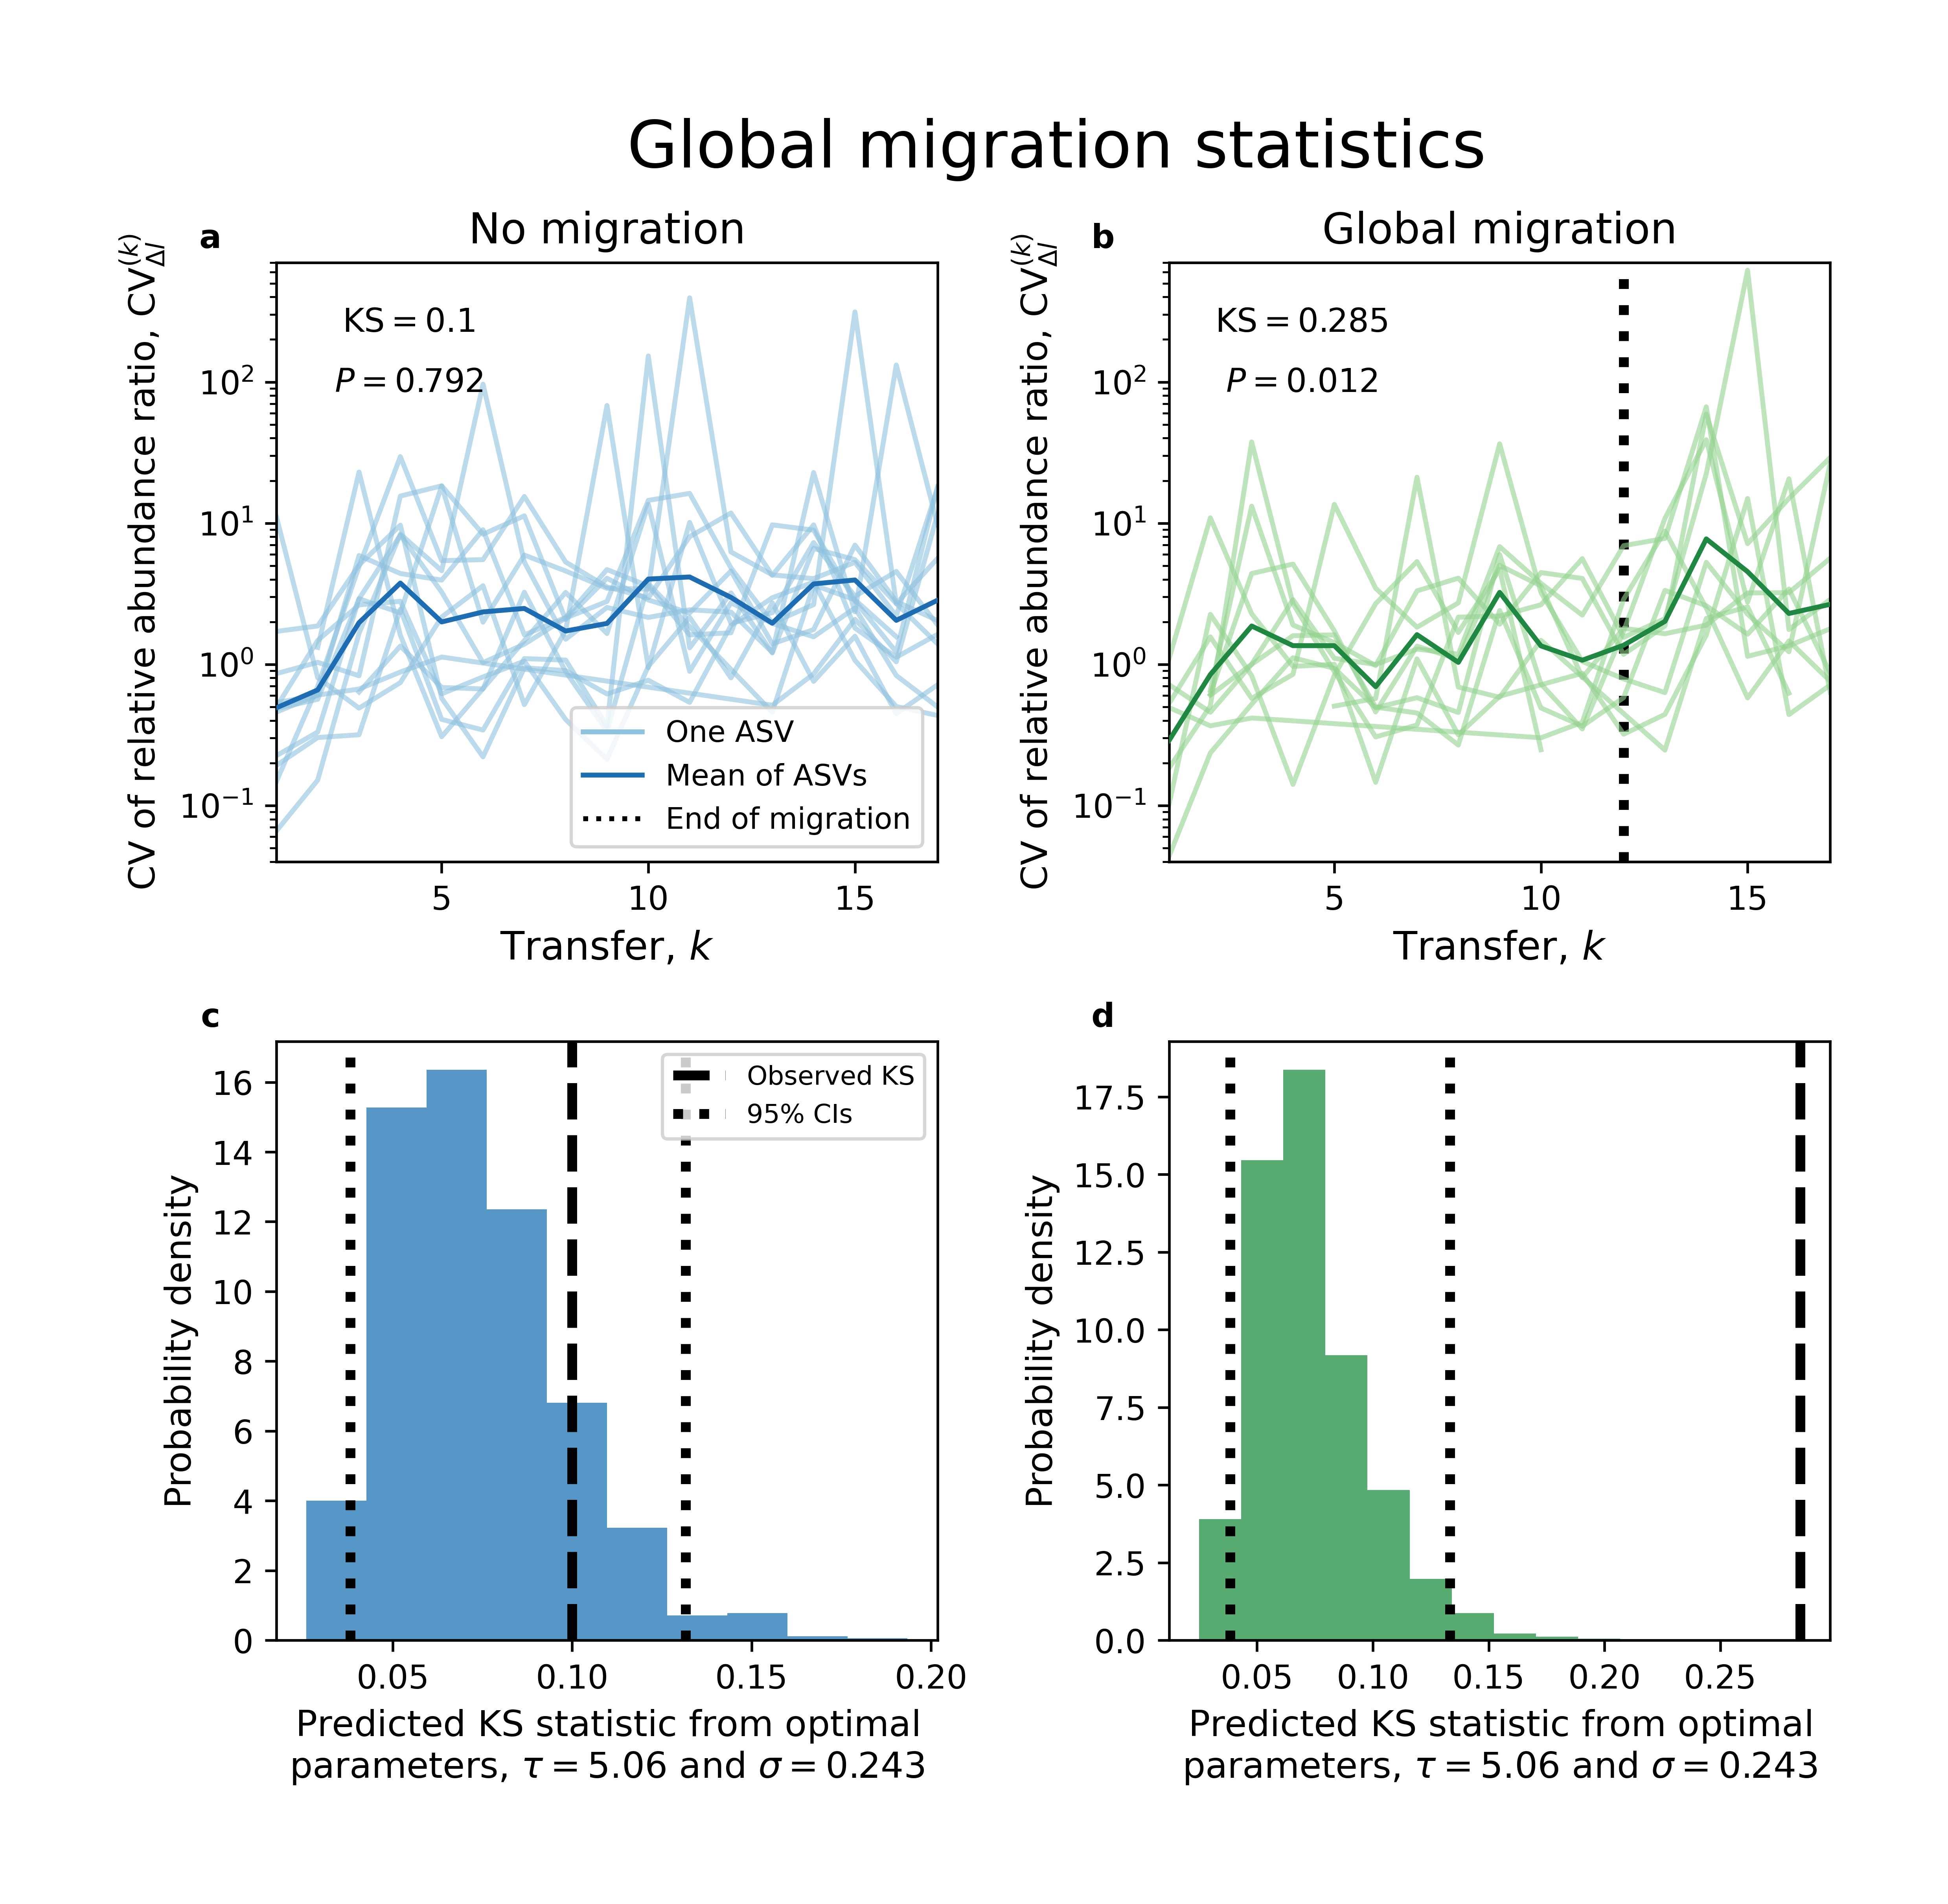 Global migration statistics
a
No migration
CV of relative abundance ratio, CV_{Δl}^{(k)}
KS = 0.1
P = 0.792
10^2
10^1
10^0
10^{-1}
One ASV
Mean of ASVs
End of migration
5 10 15
Transfer, k
b
Global migration
CV of relative abundance ratio, CV_{Δl}^{(k)}
KS = 0.285
P = 0.012
10^2
10^1
10^0
10^{-1}
5 10 15
Transfer, k
c
Probability density
16
14
12
10
8
6
4
2
0
Observed KS
95% CIs
0.05 0.10 0.15 0.20
Predicted KS statistic from optimal
parameters, τ = 5.06 and σ = 0.243
d
Probability density
17.5
15.0
12.5
10.0
7.5
5.0
2.5
0.0
0.05 0.10 0.15 0.20 0.25
Predicted KS statistic from optimal
parameters, τ = 5.06 and σ = 0.243